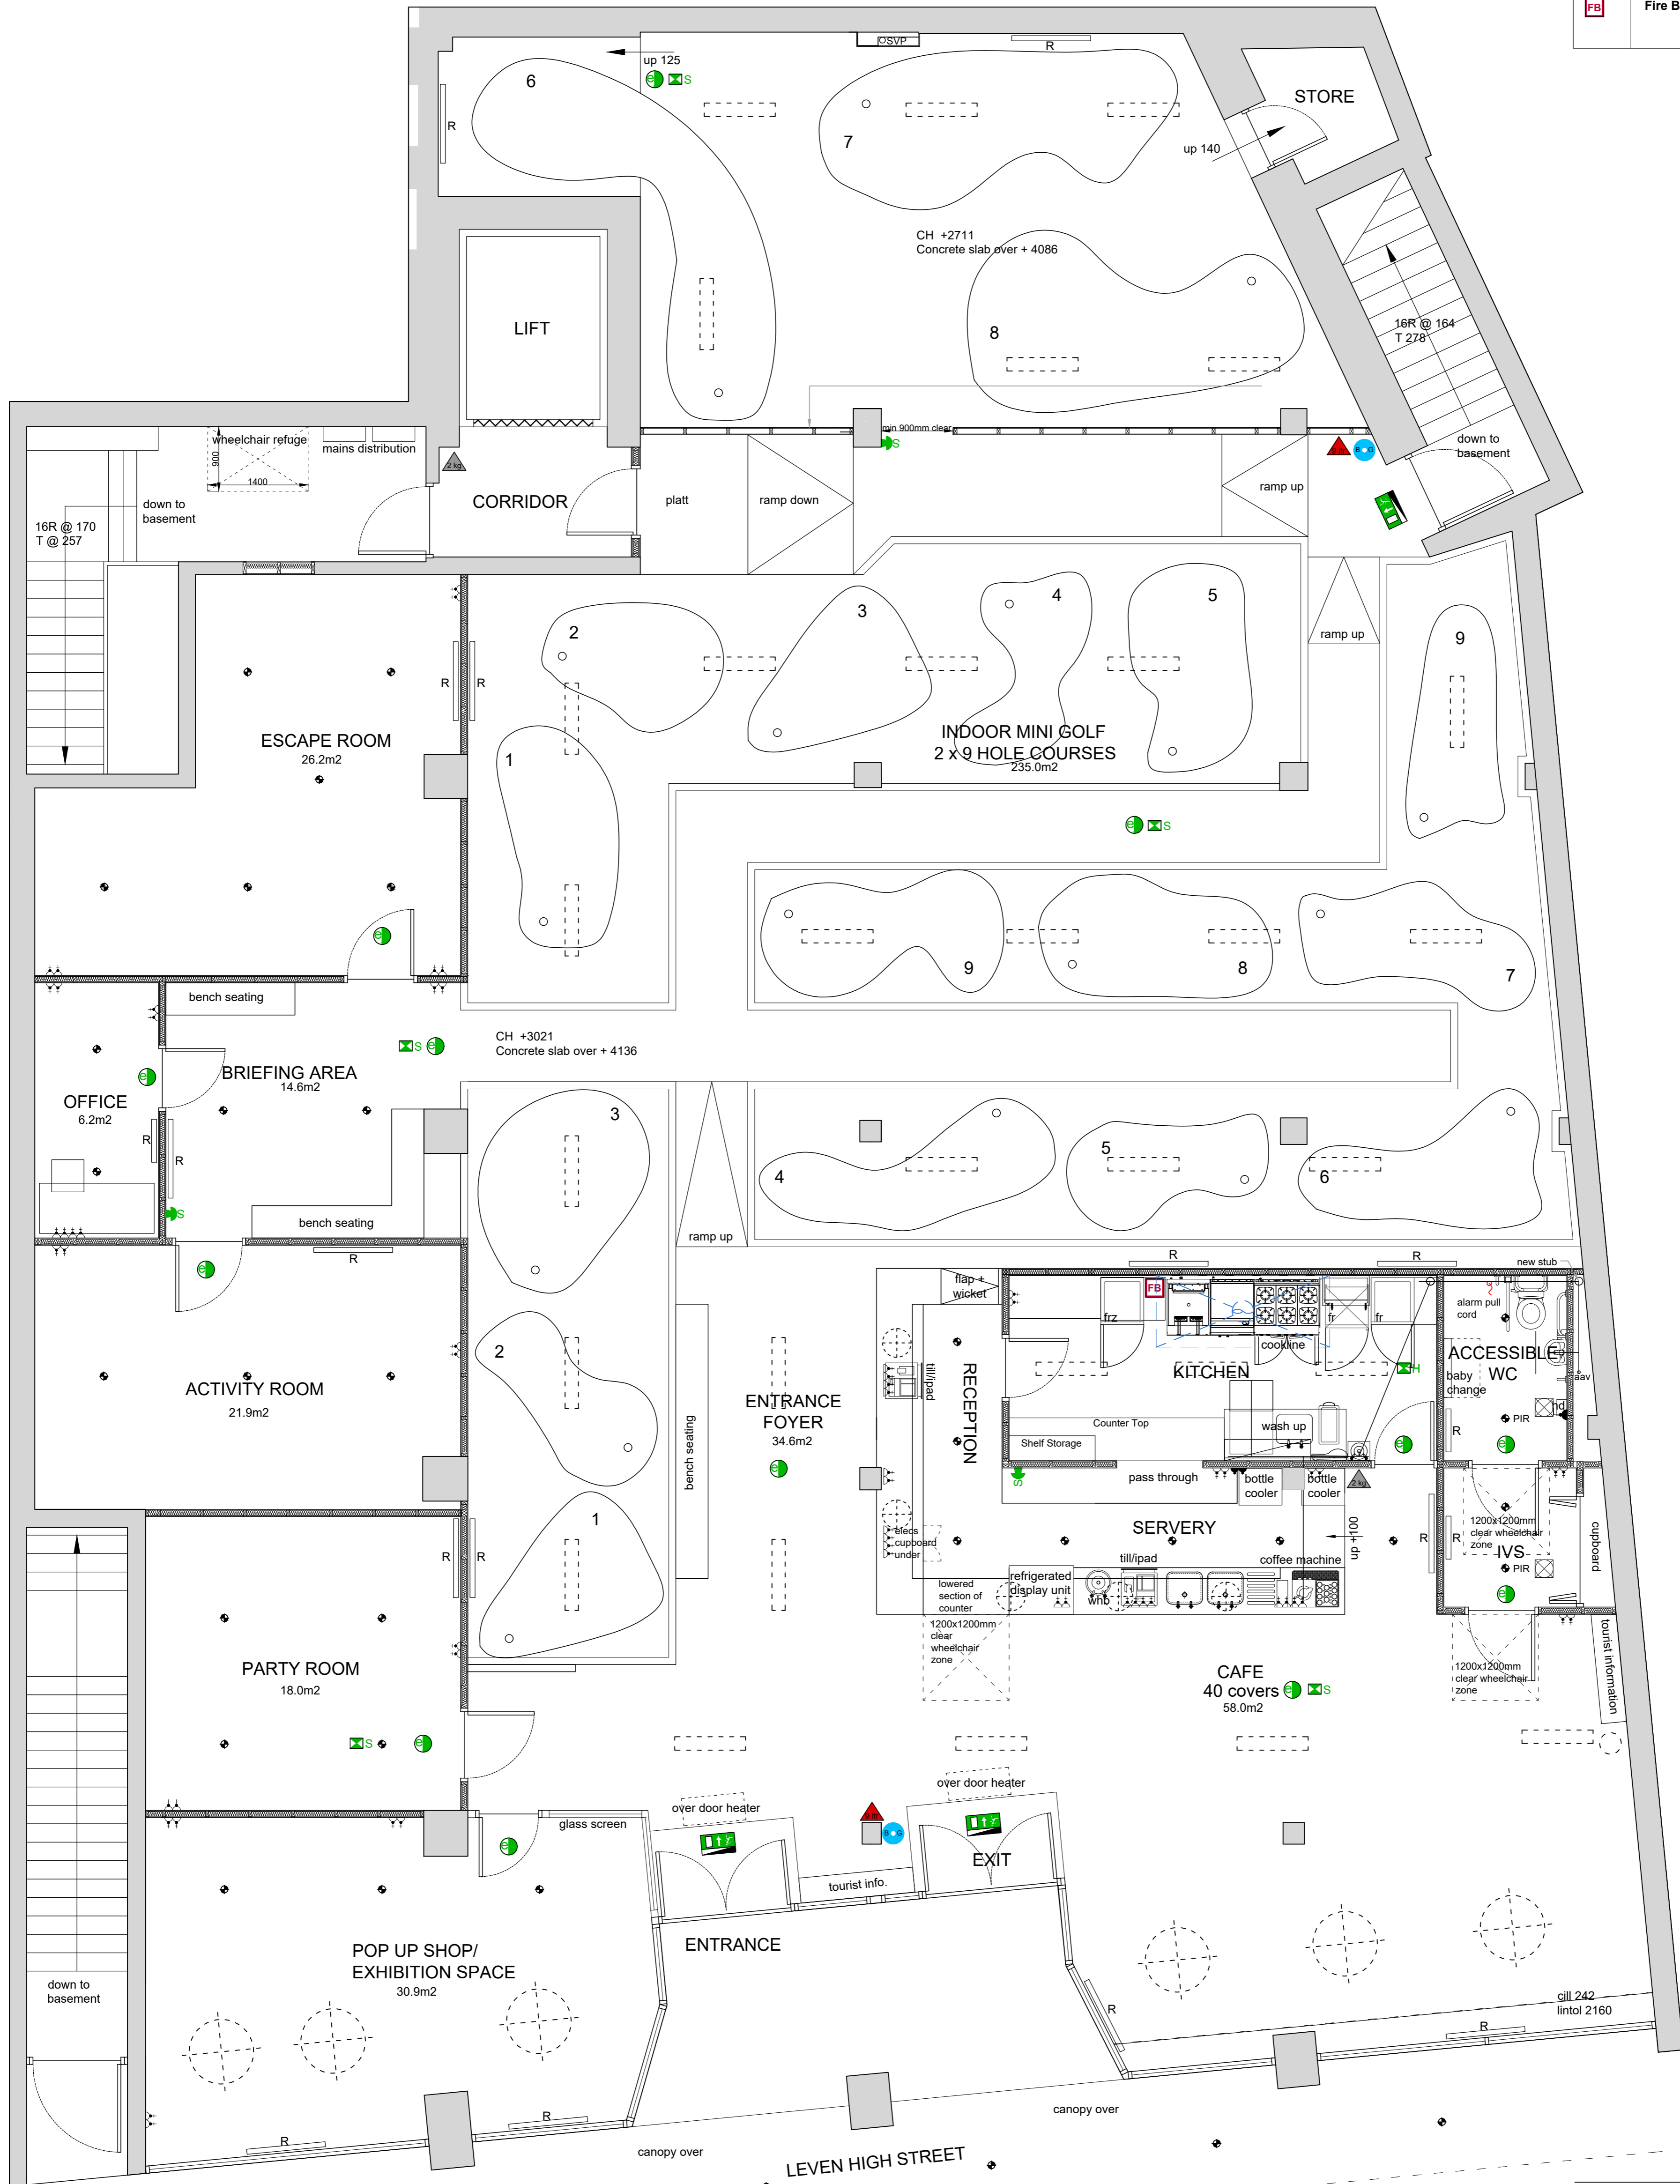 FB
Fire B
SVP
R
up 125
e
S
6
R
7
STORE
up 140
CH +2711
Concrete slab over + 4086
LIFT
8
16R @ 164
T 278
wheelchair refuge
mains distribution
900
1400
2 kg
min 900mm clear
S
B G
down to
basement
down to
basement
CORRIDOR
platt
ramp down
ramp up
16R @ 170
T @ 257
2
3
4
5
ramp up
9
R
R
ESCAPE ROOM
26.2m2
1
INDOOR MINI GOLF
2 x 9 HOLE COURSES
235.0m2
e
S
e
9
8
7
bench seating
CH +3021
Concrete slab over + 4136
S
e
e
BRIEFING AREA
14.6m2
OFFICE
6.2m2
R
R
3
4
5
6
S
bench seating
ramp up
R
e
R
R
new stub
flap +
wicket
FB
frz
fr
fr
alarm pull
cord
cookline
2
till/ipad
RECEPTION
KITCHEN
H
ACCESSIBLE
WC
baby
change
aav
ACTIVITY ROOM
21.9m2
bench seating
ENTRANCE
FOYER
34.6m2
e
Counter Top
wash up
Shelf Storage
hd
PIR
R
e
e
S
pass through
bottle
cooler
bottle
cooler
2 kg
1
elecs
cupboard
under
SERVERY
up +100
R
R
1200x1200mm
clear wheelchair
zone
IVS
PIR
cupboard
R
R
till/ipad
coffee machine
refrigerated
display unit
whb
e
lowered
section of
counter
1200x1200mm
clear
wheelchair
zone
PARTY ROOM
18.0m2
CAFE
40 covers
58.0m2
e
S
1200x1200mm
clear wheelchair
zone
tourist information
S
e
over door heater
over door heater
glass screen
B G
e
EXIT
tourist info.
ENTRANCE
POP UP SHOP/
EXHIBITION SPACE
30.9m2
down to
basement
R
cill 242
lintol 2160
R
R
R
canopy over
canopy over
LEVEN HIGH STREET